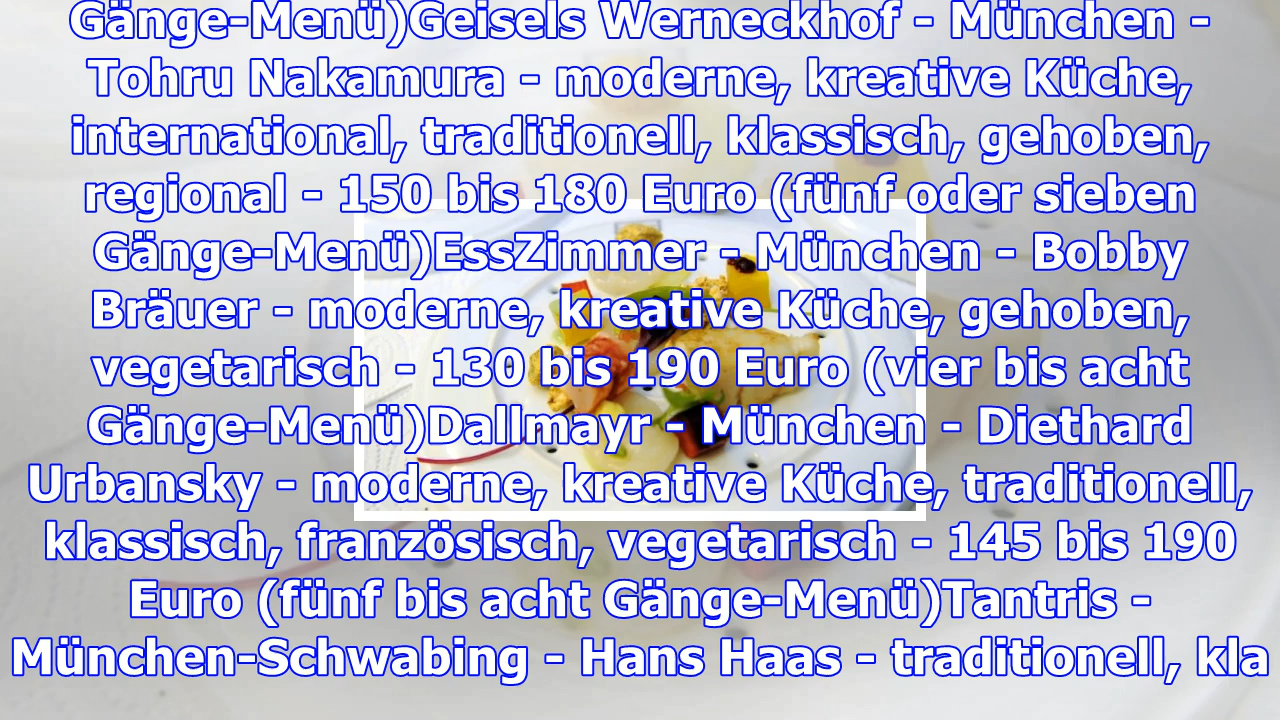 Gänge-Menü)Geisels Werneckhof - München -
Tohru Nakamura - moderne, kreative Küche,
international, traditionell, klassisch, gehoben,
regional - 150 bis 180 Euro (fünf oder sieben
Gänge-Menü)EssZimmer - München - Bobby
Bräuer - moderne, kreative Küche, gehoben,
vegetarisch - 130 bis 190 Euro (vier bis acht
Gänge-Menü)Dallmayr - München - Diethard
Urbansky - moderne, kreative Küche, traditionell,
klassisch, französisch, vegetarisch - 145 bis 190
Euro (fünf bis acht Gänge-Menü)Tantris -
München-Schwabing - Hans Haas - traditionell, kla